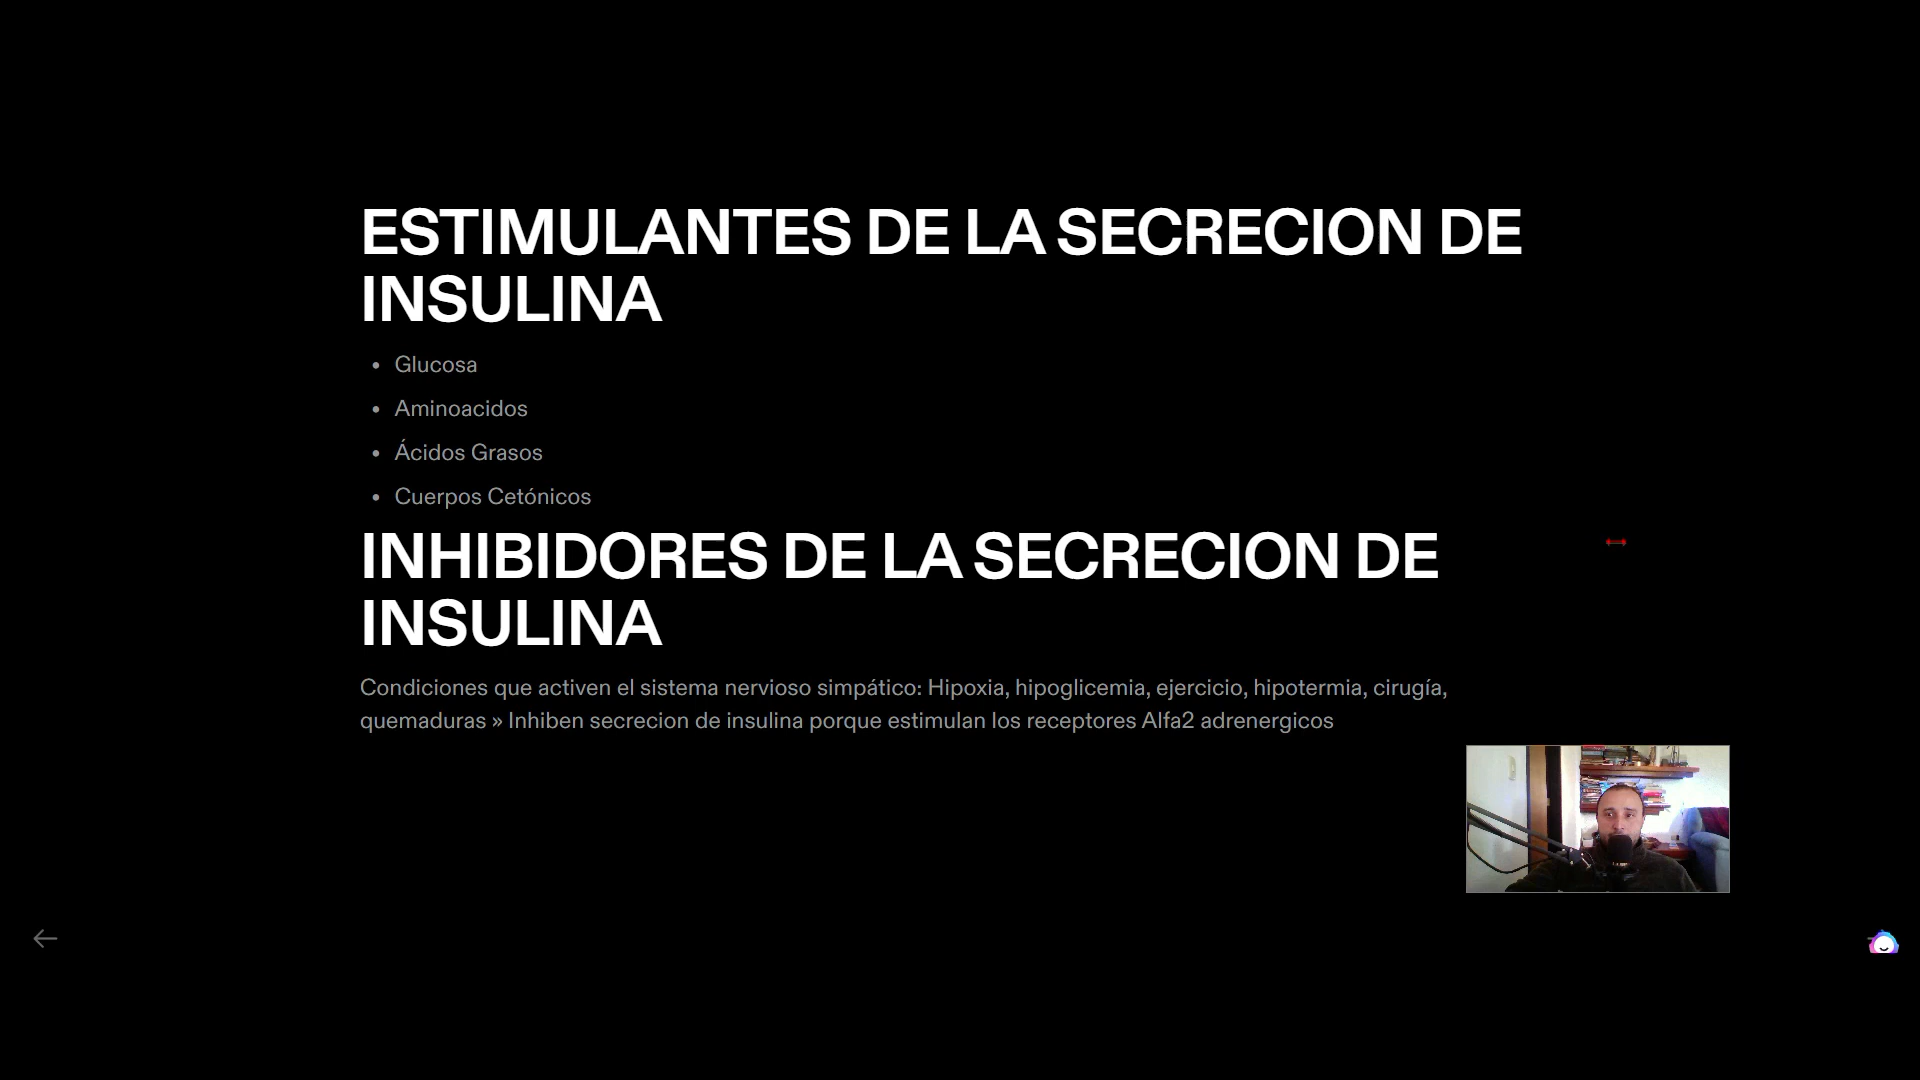 ESTIMULANTES DE LA SECRECION DE
INSULINA
• Glucosa
• Aminoacidos
• Ácidos Grasos
• Cuerpos Cetónicos
INHIBIDORES DE LA SECRECION DE
INSULINA
Condiciones que activen el sistema nervioso simpático: Hipoxia, hipoglicemia, ejercicio, hipotermia, cirugía,
quemaduras » Inhiben secrecion de insulina porque estimulan los receptores Alfa2 adrenergicos